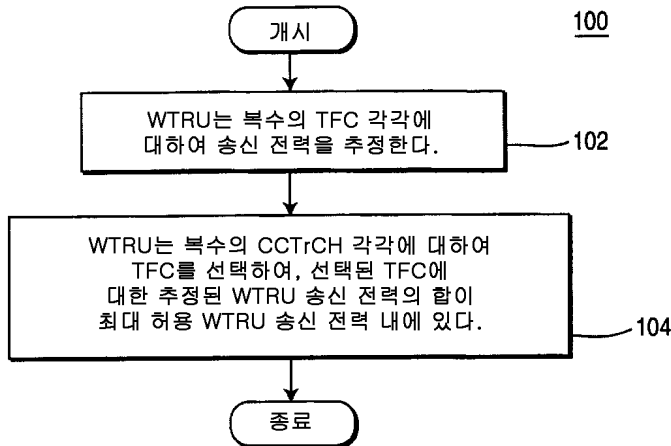 개시
100
WTRU는 복수의 TFC 각각에
대하여 송신 전력을 추정한다.
102
WTRU는 복수의 CCTrCH 각각에 대하여
TFC를 선택하여, 선택된 TFC에
대한 추정된 WTRU 송신 전력의 합이
최대 허용 WTRU 송신 전력 내에 있다.
104
종료